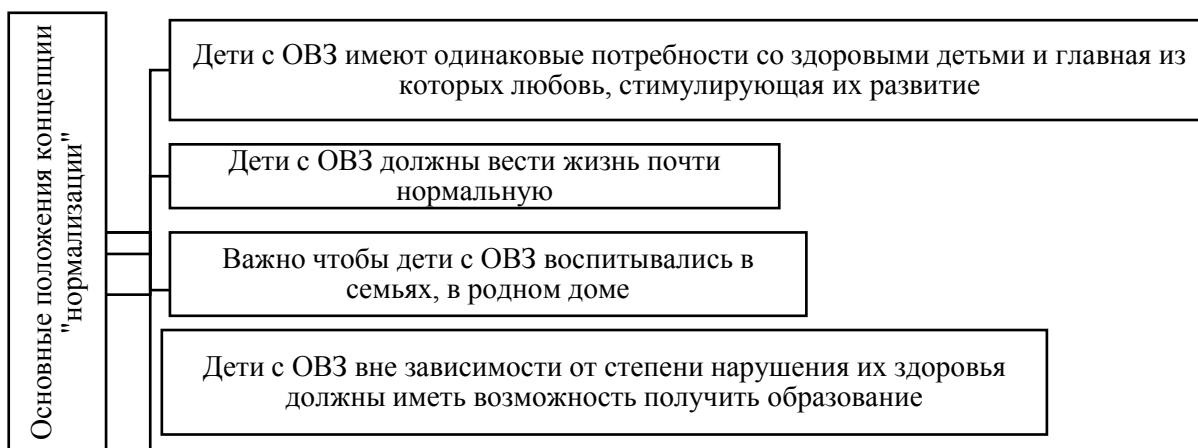 Основные положения концепции
"нормализации"
Дети с ОВЗ имеют одинаковые потребности со здоровыми детьми и главная из
которых любовь, стимулирующая их развитие
Дети с ОВЗ должны вести жизнь почти
нормальную
Важно чтобы дети с ОВЗ воспитывались в
семьях, в родном доме
Дети с ОВЗ вне зависимости от степени нарушения их здоровья
должны иметь возможность получить образование